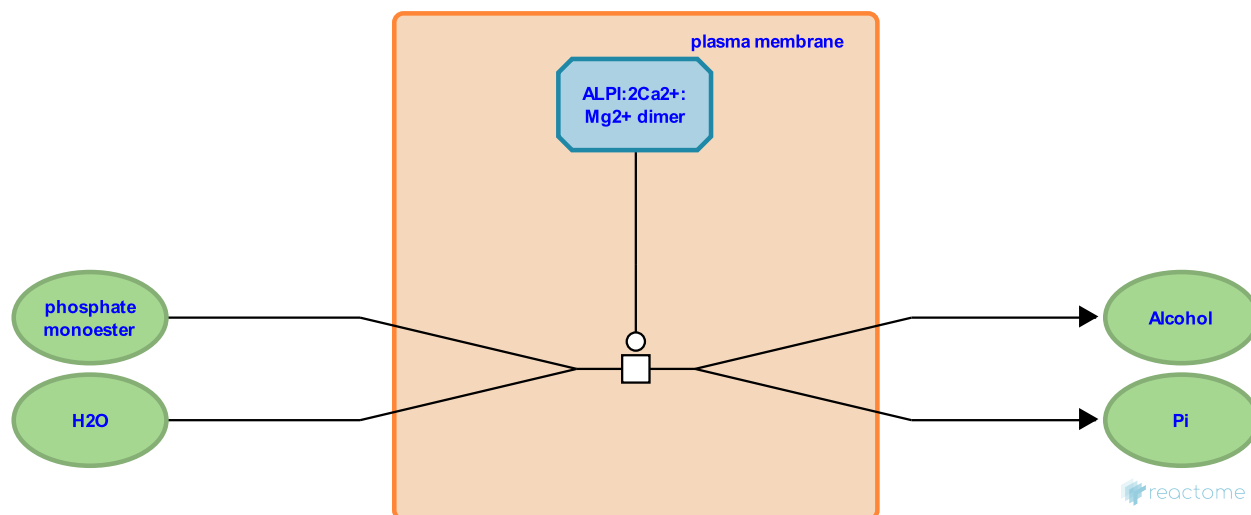 plasma membrane
ALPI:2Ca2+:
Mg2+ dimer
phosphate
monoester
Alcohol
H2O
Pi
reactome